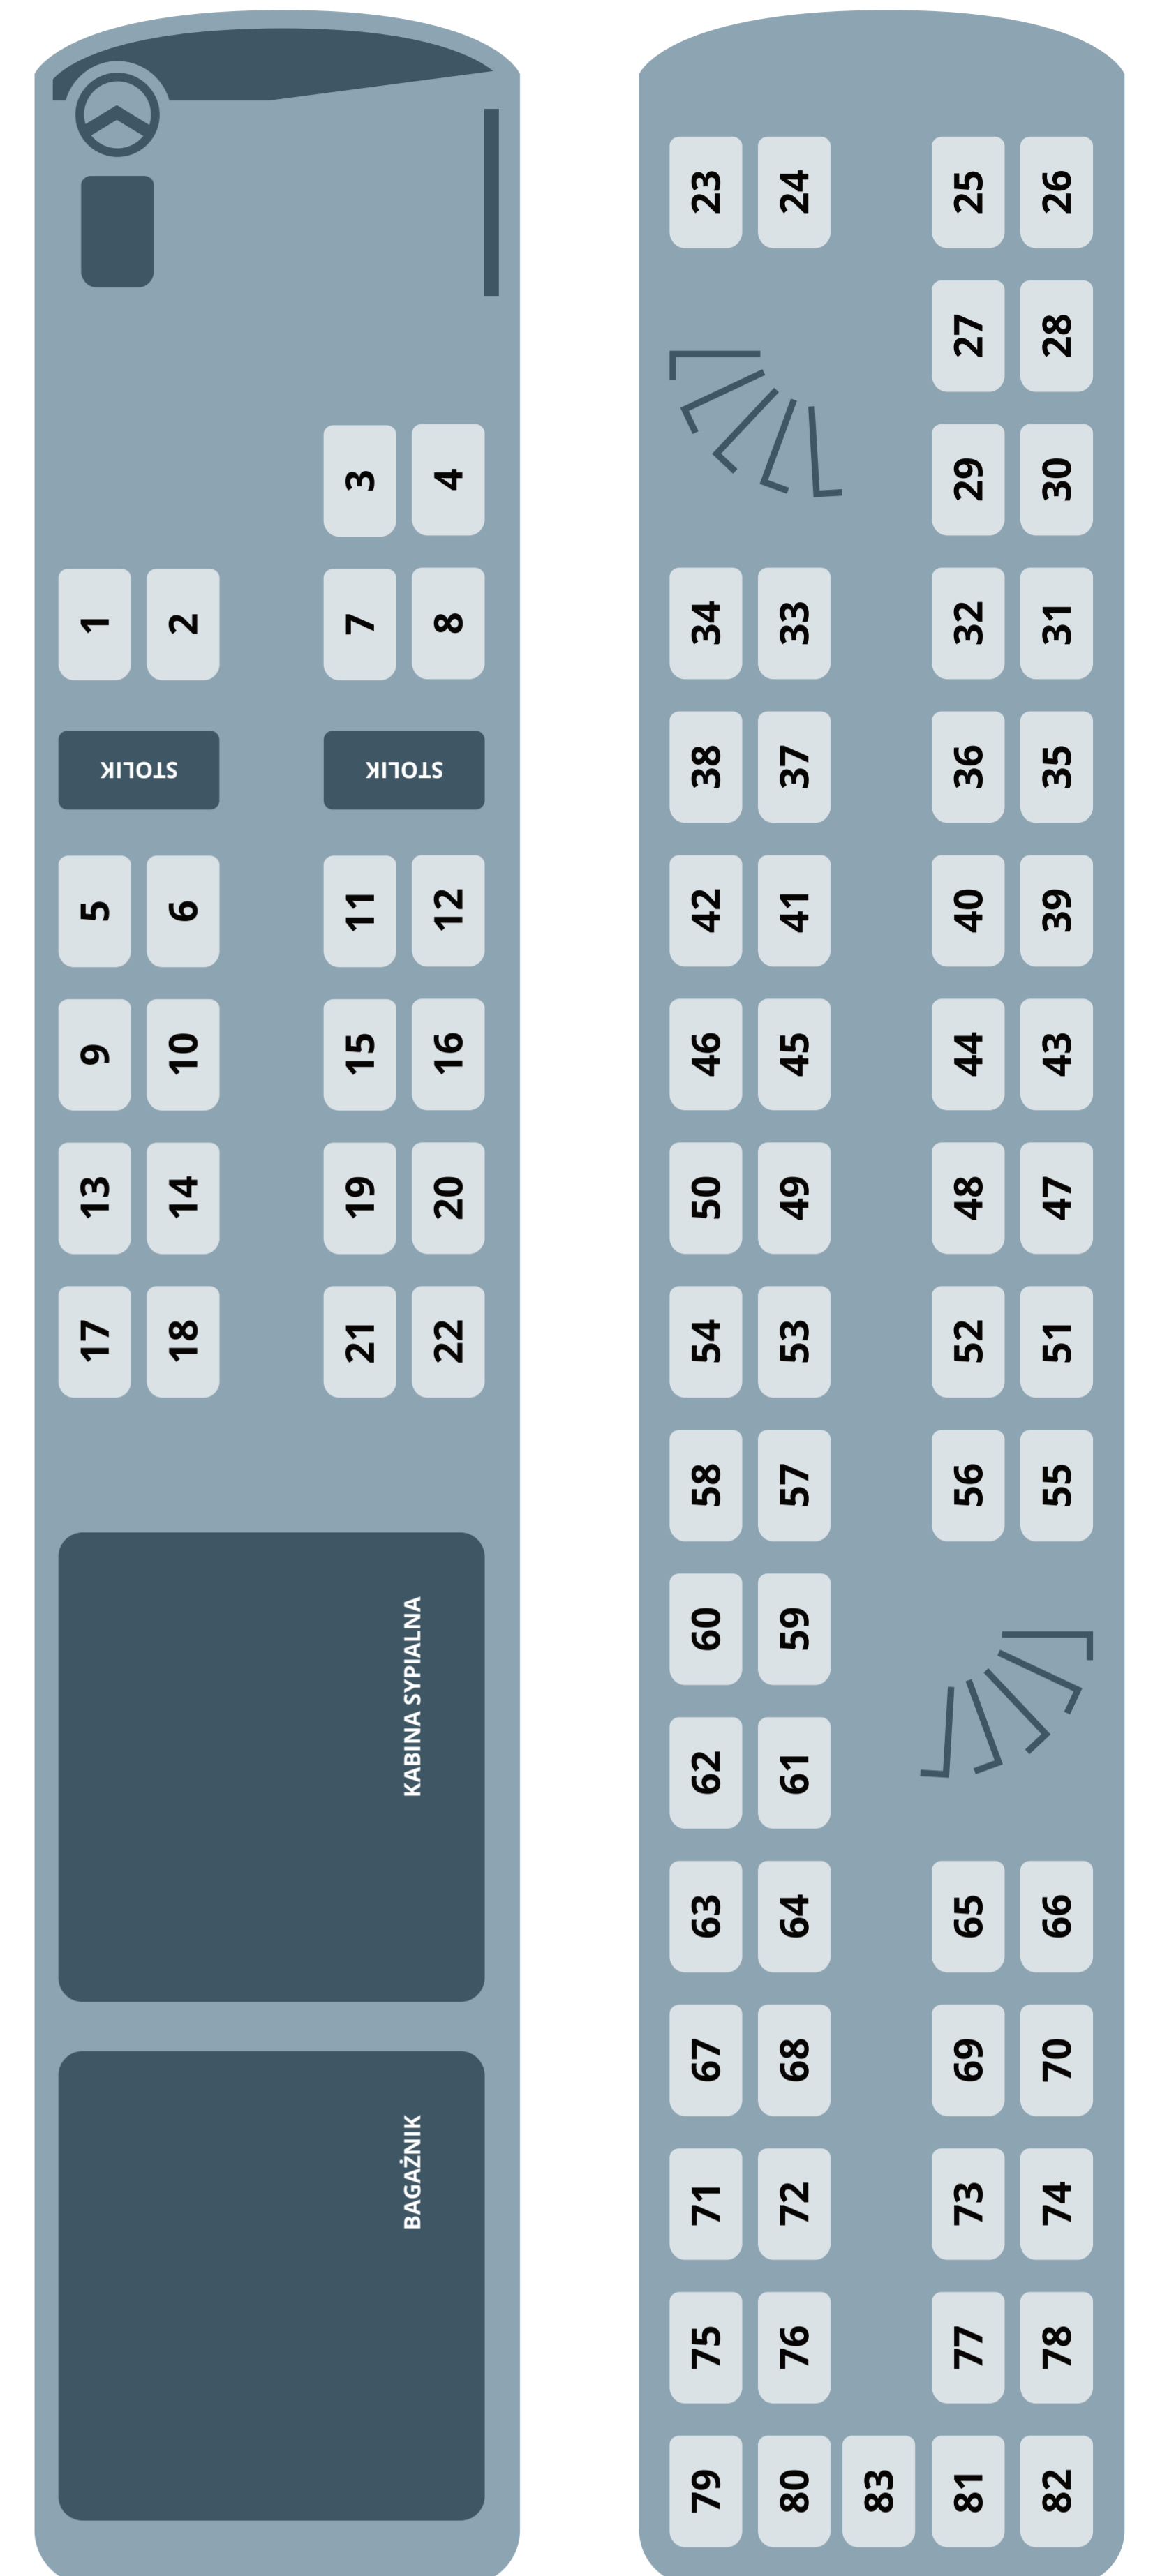 3 4
1 2 7 8
STOLIK STOLIK
5 6 11 12
9 10 15 16
13 14 19 20
17 18 21 22
KABINA SYPIALNA
BAGAŻNIK
23 24 25 26
27 28
29 30
34 33 32 31
38 37 36 35
42 41 40 39
46 45 44 43
50 49 48 47
54 53 52 51
58 57 56 55
60 59
62 61
63 64 65 66
67 68 69 70
71 72 73 74
75 76 77 78
79 80 83 81 82